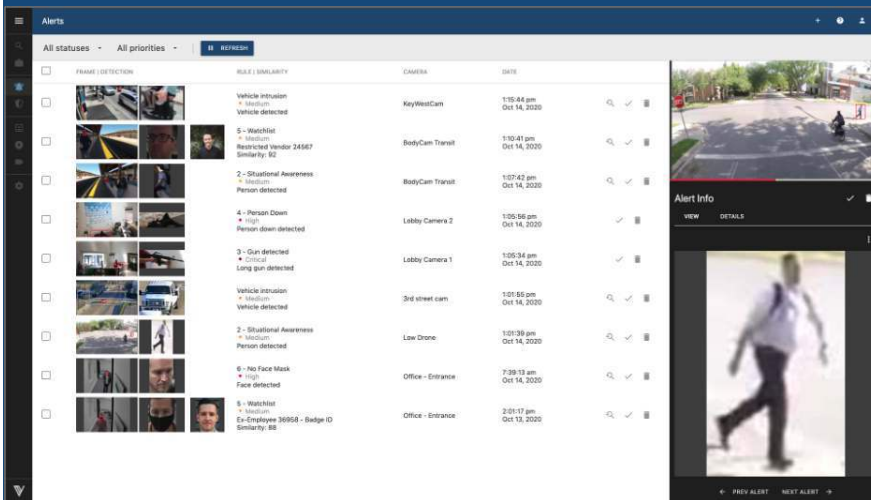 Alerts
All statuses
All priorities
REFRESH
FRAME | DETECTION
RULE | SIMILARITY
CAMERA
DATE
Vehicle intrusion
Medium
Vehicle detected
KeyWestCam
1:15:44 pm
Oct 14, 2020
5 - Watchlist
Medium
Restricted Vendor 24567
Similarity: 92
BodyCam Transit
1:10:41 pm
Oct 14, 2020
2 - Situational Awareness
Medium
Person detected
BodyCam Transit
1:07:42 pm
Oct 14, 2020
4 - Person Down
High
Person down detected
Lobby Camera 2
1:05:56 pm
Oct 14, 2020
3 - Gun detected
Critical
Long gun detected
Lobby Camera 1
1:05:34 pm
Oct 14, 2020
Vehicle intrusion
Medium
Vehicle detected
3rd street cam
1:01:55 pm
Oct 14, 2020
2 - Situational Awareness
Medium
Person detected
Law Drone
1:01:39 pm
Oct 14, 2020
6 - No Face Mask
High
Face detected
Office - Entrance
7:39:13 am
Oct 14, 2020
5 - Watchlist
Medium
Ex-Employee 36958 - Badge ID
Similarity: 88
Office - Entrance
2:01:17 pm
Oct 13, 2020
Alert Info
VIEW
DETAILS
PREV ALERT
NEXT ALERT